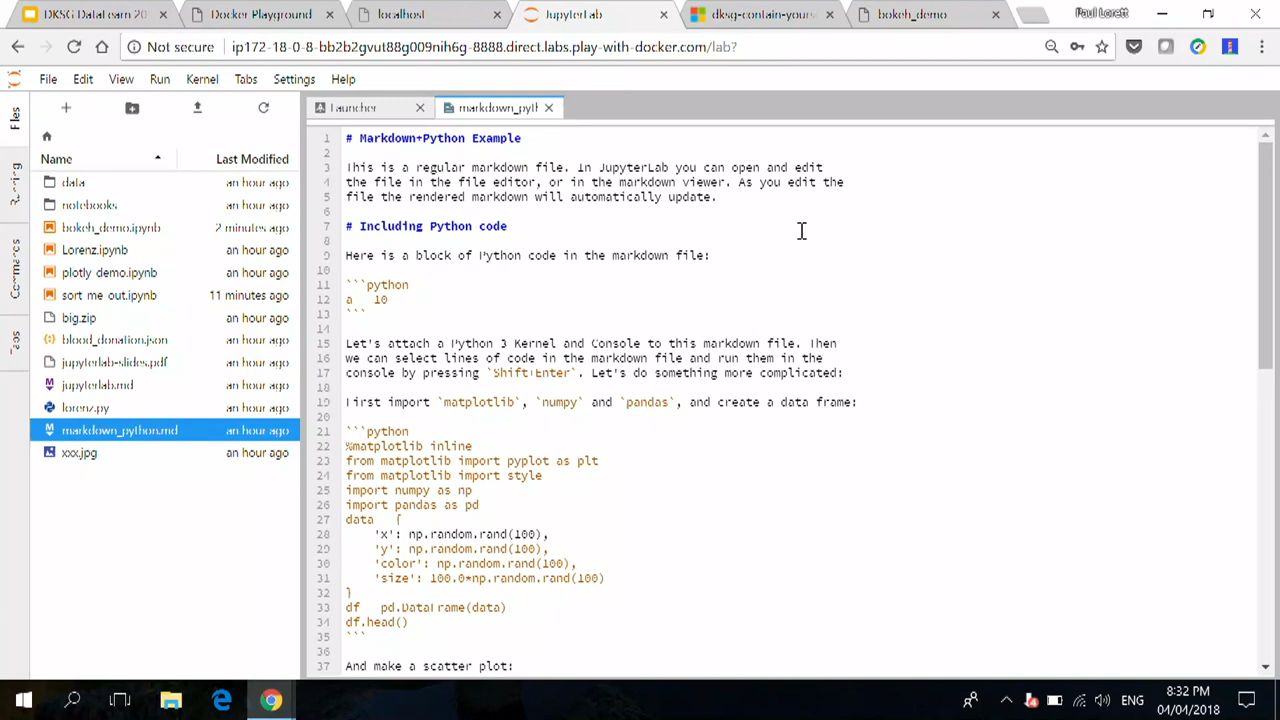 DKSG DataLearn 20
Docker Playground
localhost
JupyterLab
dksg-contain-yours
bokeh_demo
Paul Lorett
Not secure
ip172-18-0-8-bb2b2gvut88g009nih6g-8888.direct.labs.play-with-docker.com/lab?
File Edit View Run Kernel Tabs Settings Help
Files
Running
Commands
Tabs
Launcher
markdown_pyth
Name Last Modified
data an hour ago
notebooks an hour ago
bokeh_demo.ipynb 2 minutes ago
Lorenz.ipynb an hour ago
plotly demo.ipynb an hour ago
sort me out.ipynb 11 minutes ago
big.zip an hour ago
blood_donation.json an hour ago
jupyterlab-slides.pdf an hour ago
jupyterlab.md an hour ago
lorenz.py an hour ago
markdown_python.md an hour ago
xxx.jpg an hour ago
1 # Markdown+Python Example
2
3 This is a regular markdown file. In JupyterLab you can open and edit
4 the file in the file editor, or in the markdown viewer. As you edit the
5 file the rendered markdown will automatically update.
6
7 # Including Python code
8
9 Here is a block of Python code in the markdown file:
10
11 ```python
12 a 10
13 ```
14
15 Let's attach a Python 3 Kernel and Console to this markdown file. Then
16 we can select lines of code in the markdown file and run them in the
17 console by pressing `Shift+Enter`. Let's do something more complicated:
18
19 First import `matplotlib`, `numpy` and `pandas`, and create a data frame:
20
21 ```python
22 %matplotlib inline
23 from matplotlib import pyplot as plt
24 from matplotlib import style
25 import numpy as np
26 import pandas as pd
27 data {
28 'x': np.random.rand(100),
29 'y': np.random.rand(100),
30 'color': np.random.rand(100),
31 'size': 100.0*np.random.rand(100)
32 }
33 df pd.DataFrame(data)
34 df.head()
35 ```
36
37 And make a scatter plot:
ENG
8:32 PM
04/04/2018